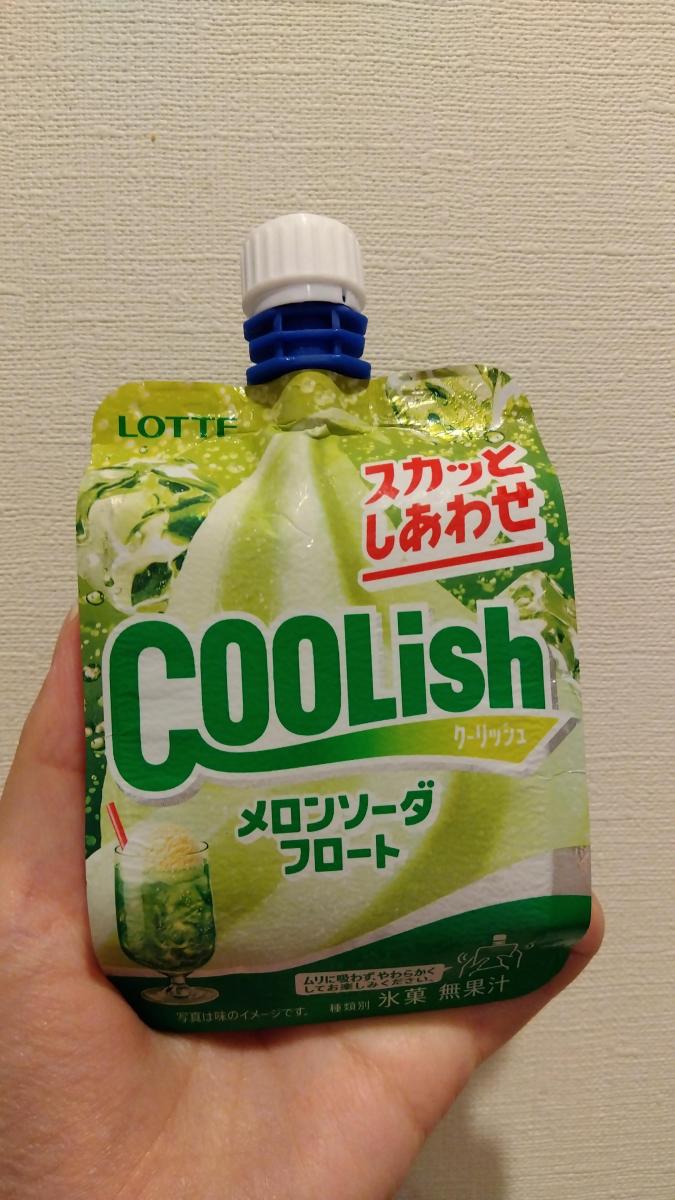 LOTTE
スカッと
しあわせ
COOLish
クーリッシュ
メロンソーダ
フロート
ムリに吸わず、やわらかく
してお楽しみください。
写真は味のイメージです。 種類別 氷菓 無果汁